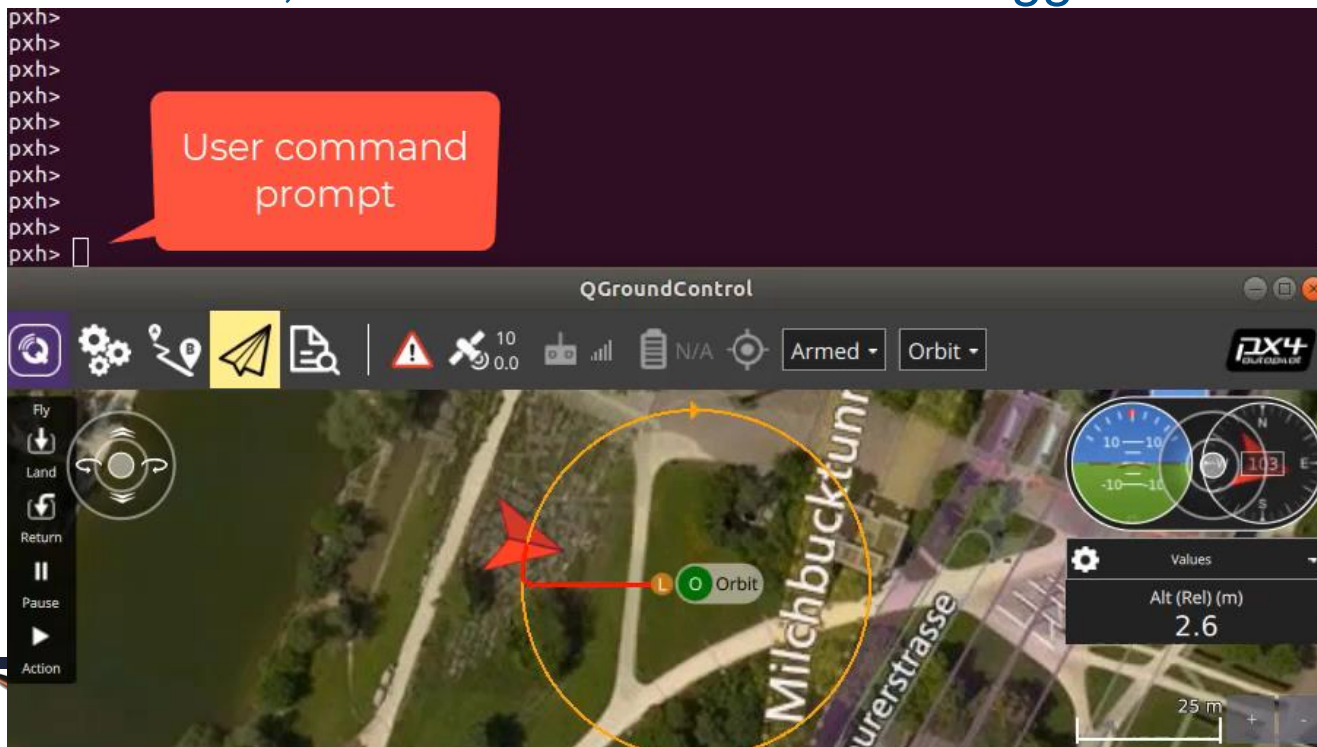 pxh>
pxh>
pxh>
pxh>
pxh>
pxh>
pxh>
pxh>
pxh>
pxh>
User command
prompt
QGroundControl
10
0.0
N/A
Armed
Orbit
PX4
autopilot
Fly
Land
Return
Pause
Action
A
B
L
O
Orbit
Milchbucktunn
urerstrasse
10
10
-10
-10
N
W
103
E
S
Values
Alt (Rel) (m)
2.6
25 m
+
-